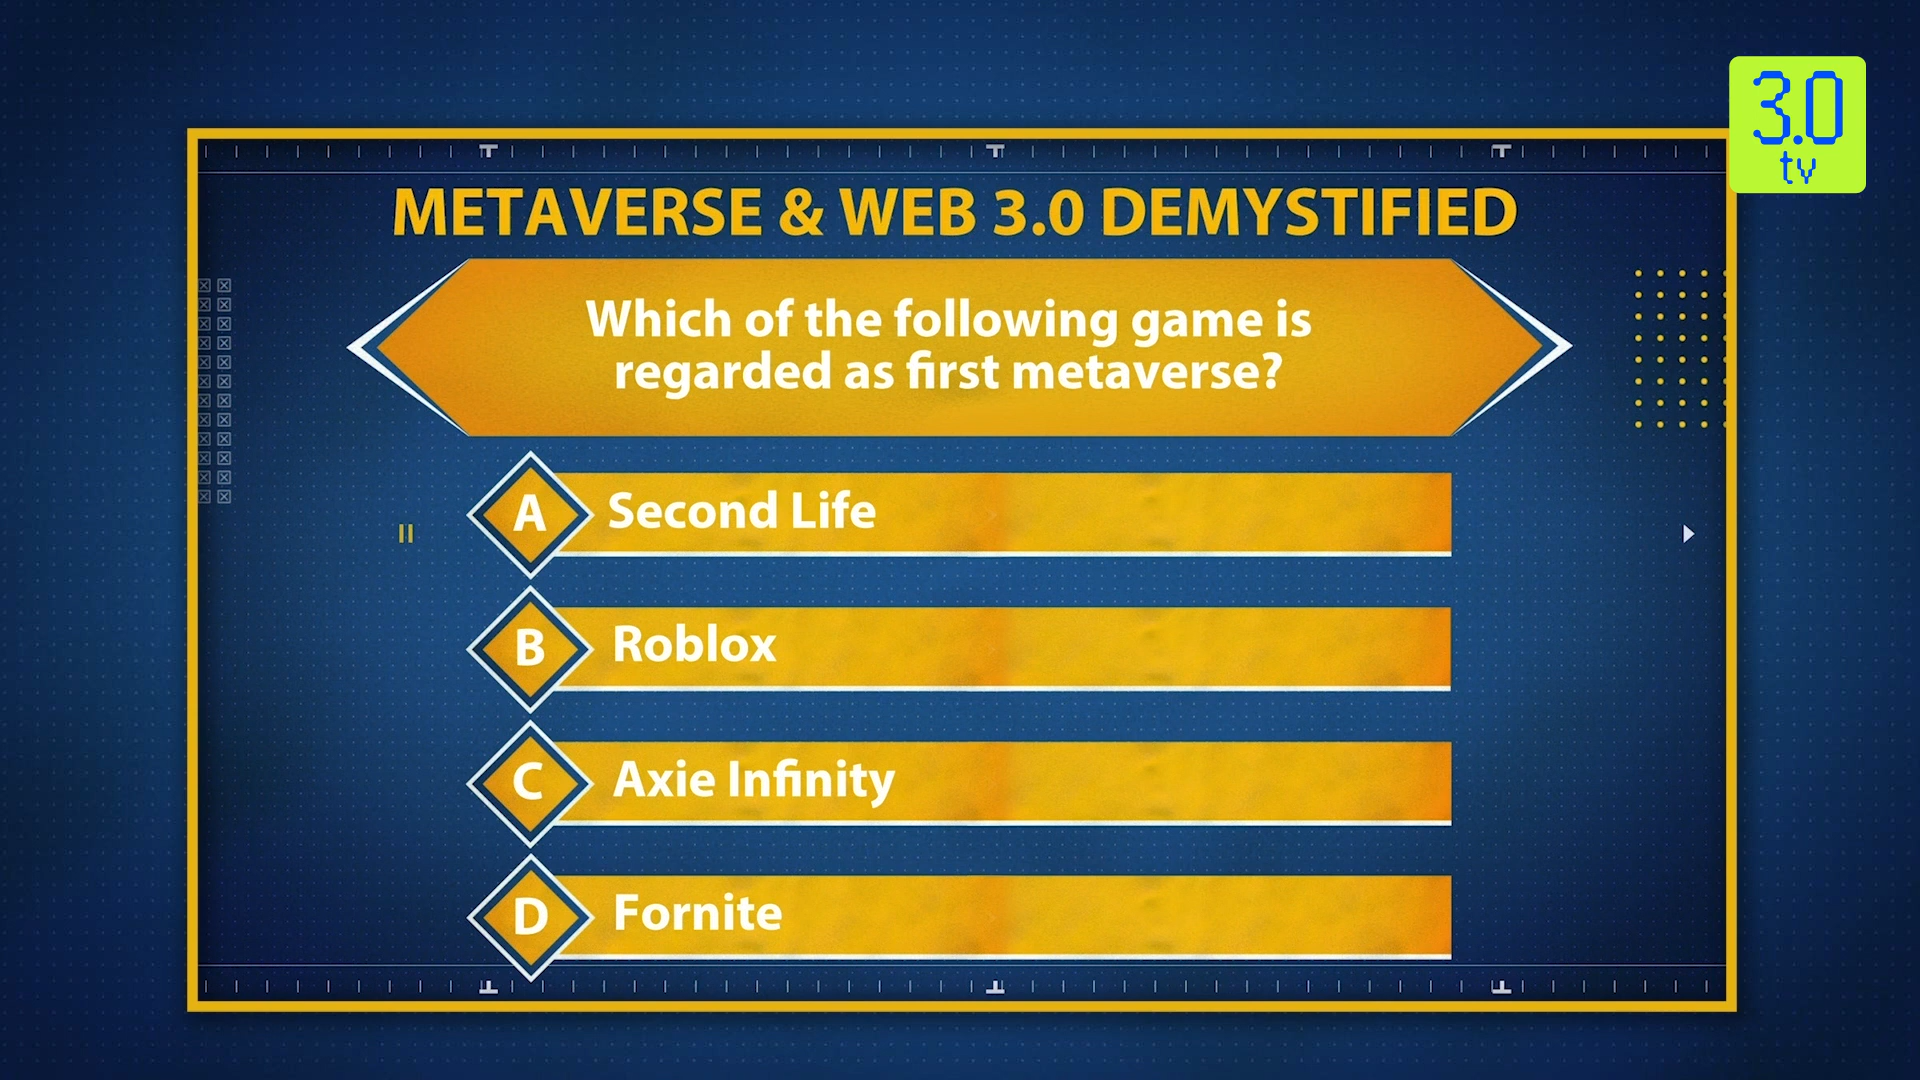 3.0
tv
METAVERSE & WEB 3.0 DEMYSTIFIED
Which of the following game is
regarded as first metaverse?
A Second Life
B Roblox
C Axie Infinity
D Fornite